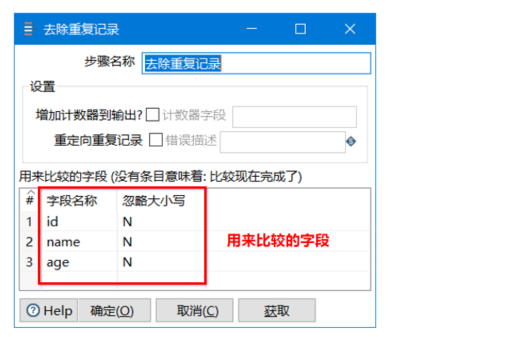 去除重复记录
步骤名称 去除重复记录
设置
增加计数器到输出? 计数器字段
重定向重复记录 错误描述
用来比较的字段 (没有条目意味着: 比较现在完成了)
# 字段名称 忽略大小写
1 id N
2 name N
3 age N
用来比较的字段
Help 确定(O) 取消(C) 获取